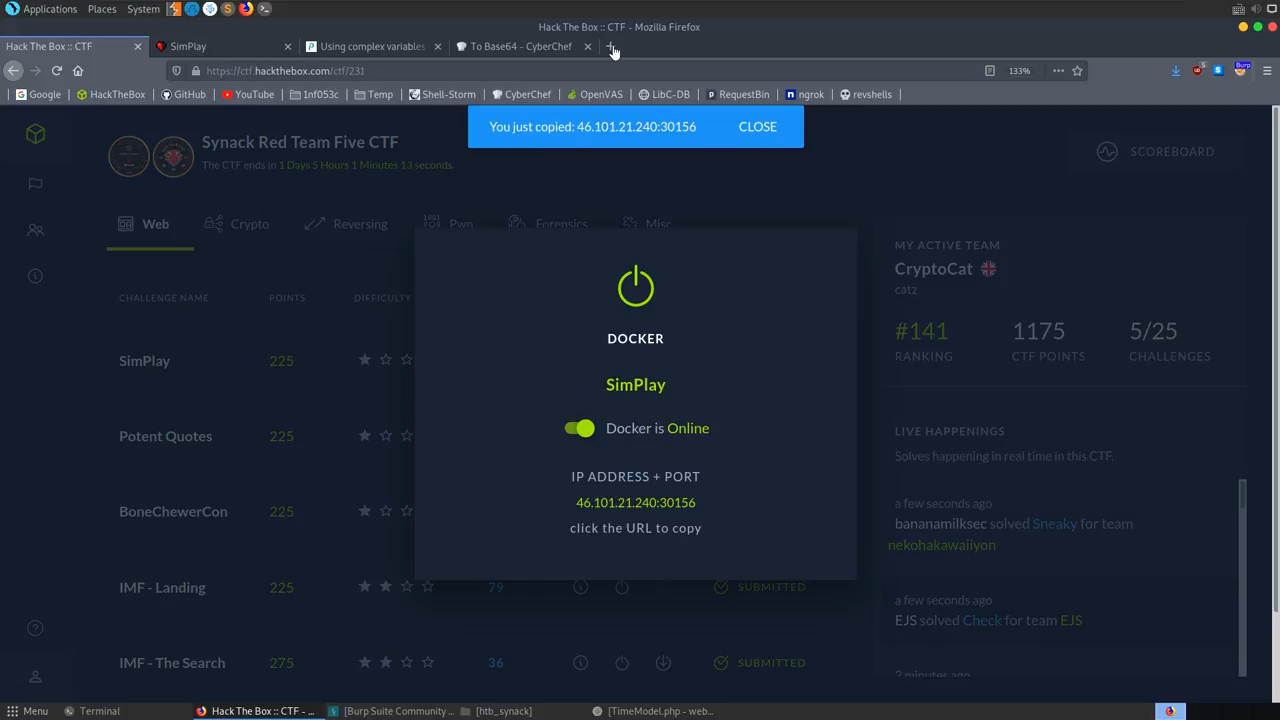 Applications Places System
Hack The Box :: CTF - Mozilla Firefox
Hack The Box :: CTF
SimPlay
Using complex variables
To Base64 - CyberChef
https://ctf.hackthebox.com/ctf/231
133%
Burp
Google HackTheBox GitHub YouTube 1nf053c Temp Shell-Storm CyberChef OpenVAS LibC-DB RequestBin ngrok revshells
You just copied: 46.101.21.240:30156 CLOSE
Synack Red Team Five CTF
The CTF ends in 1 Days 5 Hours 1 Minutes 13 seconds.
SCOREBOARD
Web Crypto Reversing Pwn Forensics Misc
CHALLENGE NAME POINTS DIFFICULTY
SimPlay 225
Potent Quotes 225
BoneChewerCon 225
IMF - Landing 225 79 SUBMITTED
IMF - The Search 275 36 SUBMITTED
DOCKER
SimPlay
Docker is Online
IP ADDRESS + PORT
46.101.21.240:30156
click the URL to copy
MY ACTIVE TEAM
CryptoCat
catz
#141 1175 5/25
RANKING CTF POINTS CHALLENGES
LIVE HAPPENINGS
Solves happening in real time in this CTF.
a few seconds ago
bananamilksec solved Sneaky for team
nekohakawaiiyon
a few seconds ago
EJS solved Check for team EJS
2 minutes ago
Menu Terminal Hack The Box :: CTF - ... [Burp Suite Community ... [htb_synack] [TimeModel.php - web...